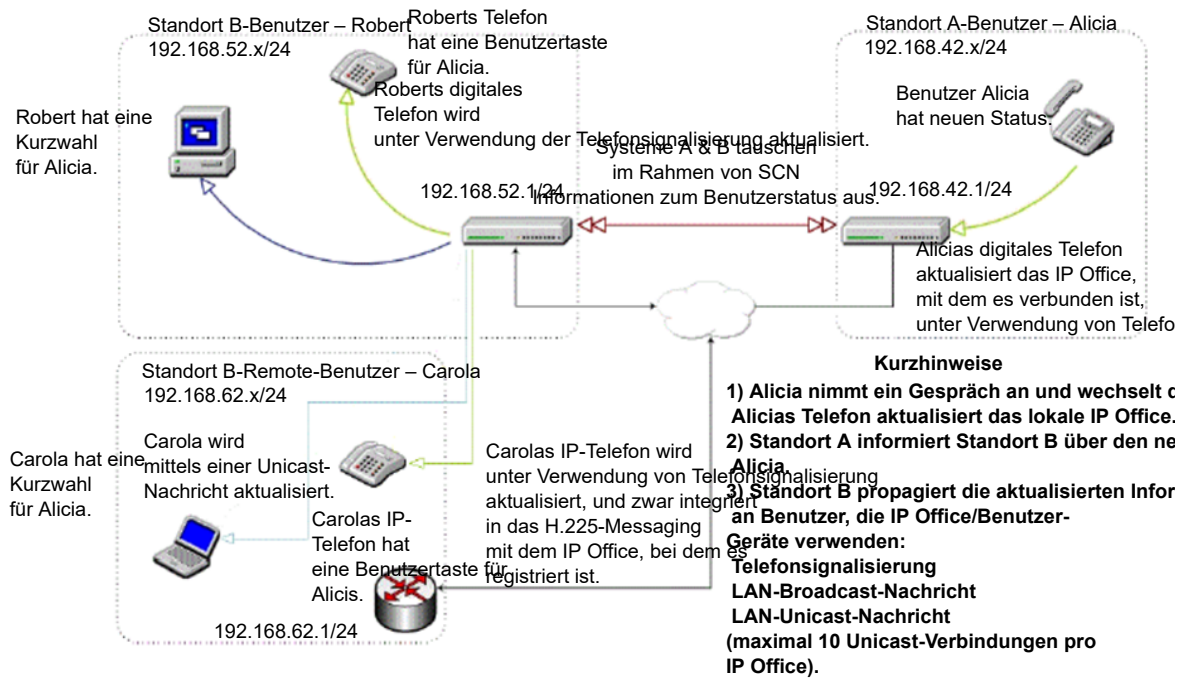 Standort B-Benutzer – Robert
192.168.52.x/24
Roberts Telefon
hat eine Benutzertaste
für Alicia.
Roberts digitales
Telefon wird
unter Verwendung der Telefonsignalisierung aktualisiert.
Robert hat eine
Kurzwahl
für Alicia.
192.168.52.1/24
Systeme A & B tauschen
im Rahmen von SCN
Informationen zum Benutzerstatus aus.
Standort A-Benutzer – Alicia
192.168.42.x/24
Benutzer Alicia
hat neuen Status.
192.168.42.1/24
Alicias digitales Telefon
aktualisiert das IP Office,
mit dem es verbunden ist,
unter Verwendung von Telefo
Standort B-Remote-Benutzer – Carola
192.168.62.x/24
Carola wird
mittels einer Unicast-
Nachricht aktualisiert.
Carola hat eine
Kurzwahl
für Alicia.
Carolas IP-
Telefon hat
eine Benutzertaste für
Alicis.
192.168.62.1/24
Carolas IP-Telefon wird
unter Verwendung von Telefonsignalisierung
aktualisiert, und zwar integriert
in das H.225-Messaging
mit dem IP Office, bei dem es
registriert ist.
Kurzhinweise
1) Alicia nimmt ein Gespräch an und wechselt d
Alicias Telefon aktualisiert das lokale IP Office.
2) Standort A informiert Standort B über den ne
Alicia.
3) Standort B propagiert die aktualisierten Infor
an Benutzer, die IP Office/Benutzer-
Geräte verwenden:
Telefonsignalisierung
LAN-Broadcast-Nachricht
LAN-Unicast-Nachricht
(maximal 10 Unicast-Verbindungen pro
IP Office).